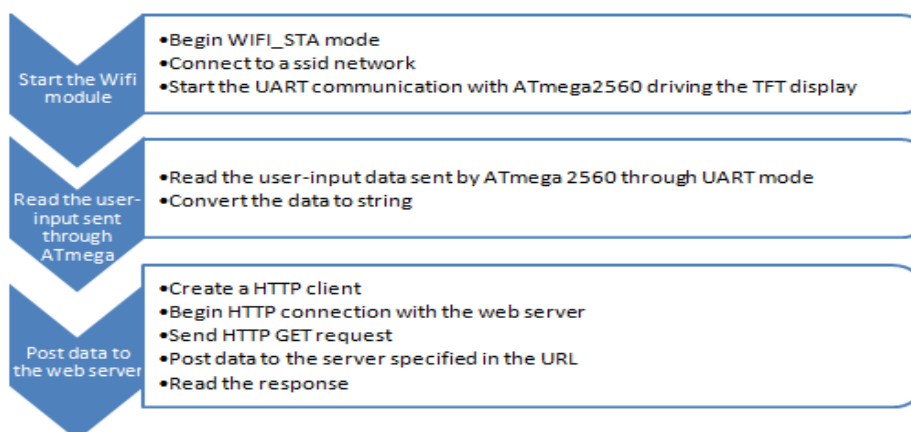 Start the Wifi
module
•Begin WIFI_STA mode
•Connect to a ssid network
•Start the UART communication with ATmega2560 driving the TFT display
Read the user-
input sent
through
ATmega
•Read the user-input data sent by ATmega 2560 through UART mode
•Convert the data to string
Post data to
the web server
•Create a HTTP client
•Begin HTTP connection with the web server
•Send HTTP GET request
•Post data to the server specified in the URL
•Read the response